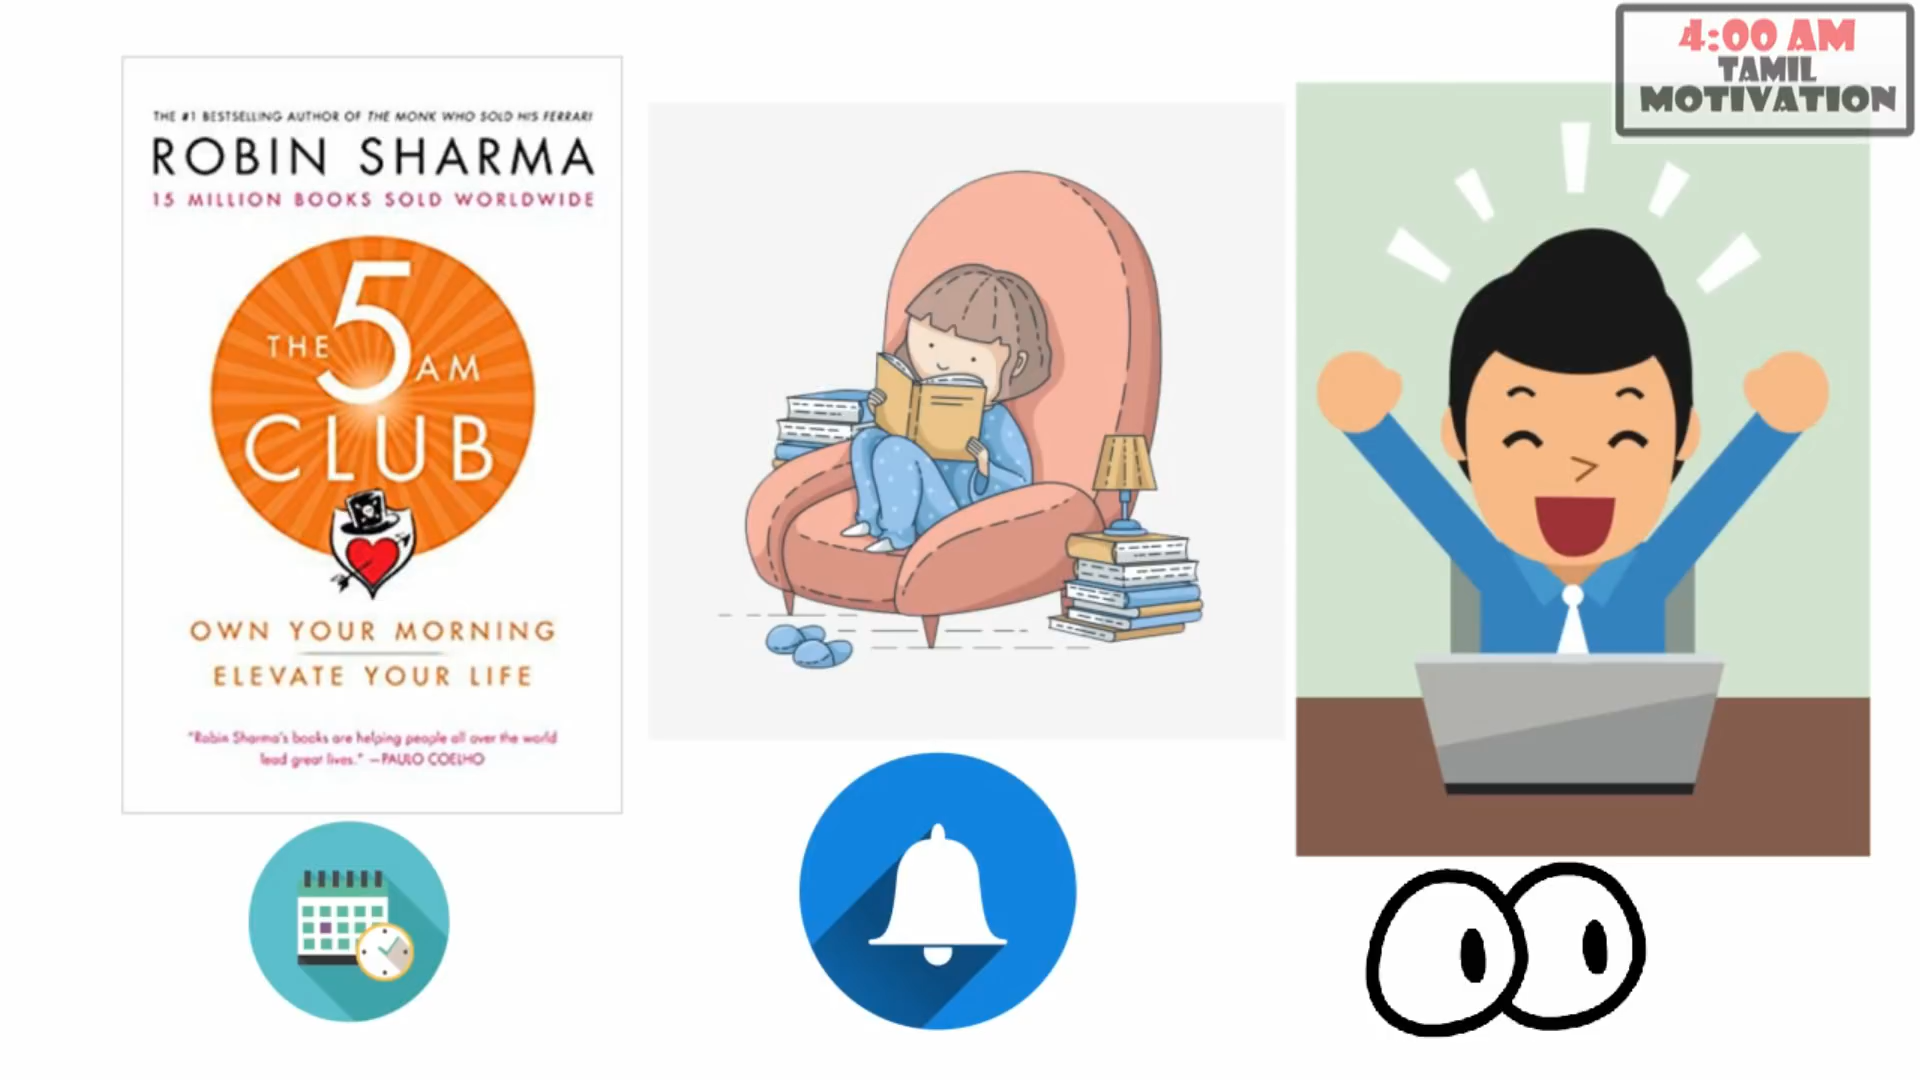 THE #1 BESTSELLING AUTHOR OF THE MONK WHO SOLD HIS FERRARI
ROBIN SHARMA
15 MILLION BOOKS SOLD WORLDWIDE
THE 5 AM
CLUB
OWN YOUR MORNING
ELEVATE YOUR LIFE
"Robin Sharma's books are helping people all over the world
lead great lives." —PAULO COELHO
4:00 AM
TAMIL
MOTIVATION